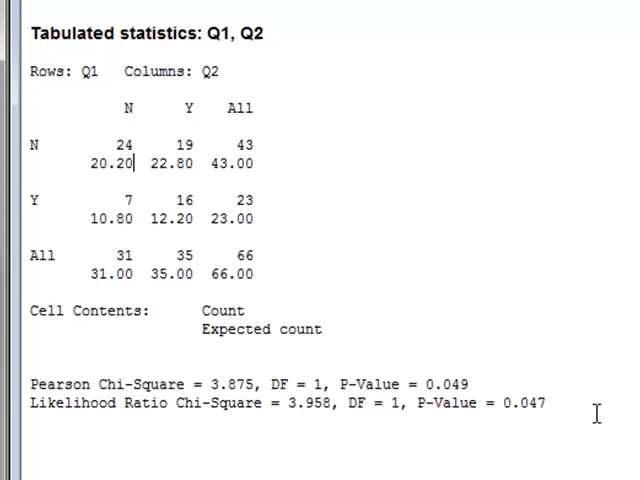 Tabulated statistics: Q1, Q2
Rows: Q1   Columns: Q2
N   Y   All
N   24   19   43
20.20   22.80   43.00
Y   7   16   23
10.80   12.20   23.00
All   31   35   66
31.00   35.00   66.00
Cell Contents:   Count
Expected count
Pearson Chi-Square = 3.875, DF = 1, P-Value = 0.049
Likelihood Ratio Chi-Square = 3.958, DF = 1, P-Value = 0.047